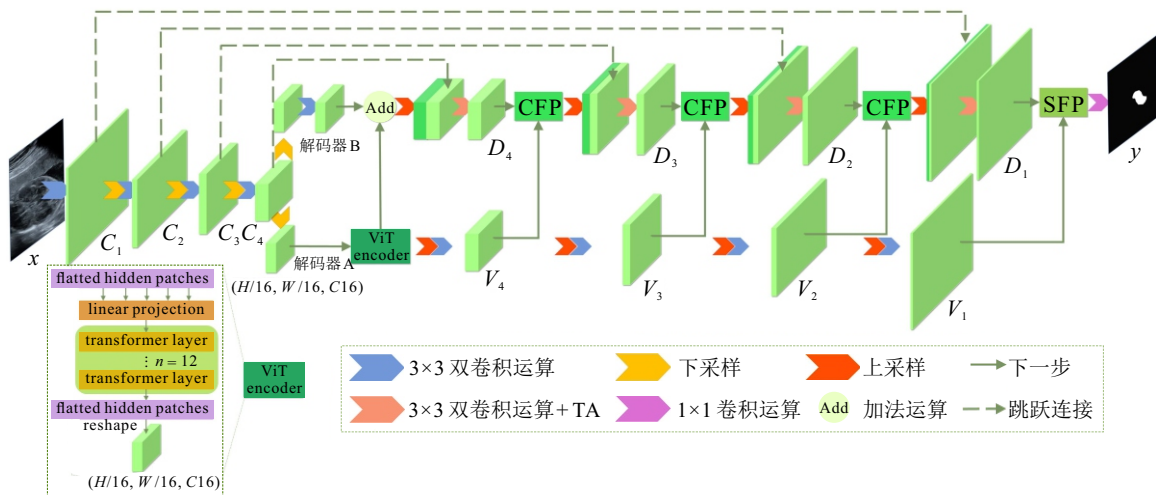 x
C₁
C₂
C₃
C₄
解码器 B
Add
D₄
CFP
D₃
CFP
D₂
CFP
D₁
SFP
y
解码器 A
(H/16, W/16, C16)
ViT
encoder
V₄
V₃
V₂
V₁
flatted hidden patches
linear projection
transformer layer
⋮ n = 12
transformer layer
flatted hidden patches
reshape
(H/16, W/16, C16)
ViT
encoder
3×3 双卷积运算
下采样
上采样
下一步
3×3 双卷积运算+TA
1×1 卷积运算
Add 加法运算
跳跃连接